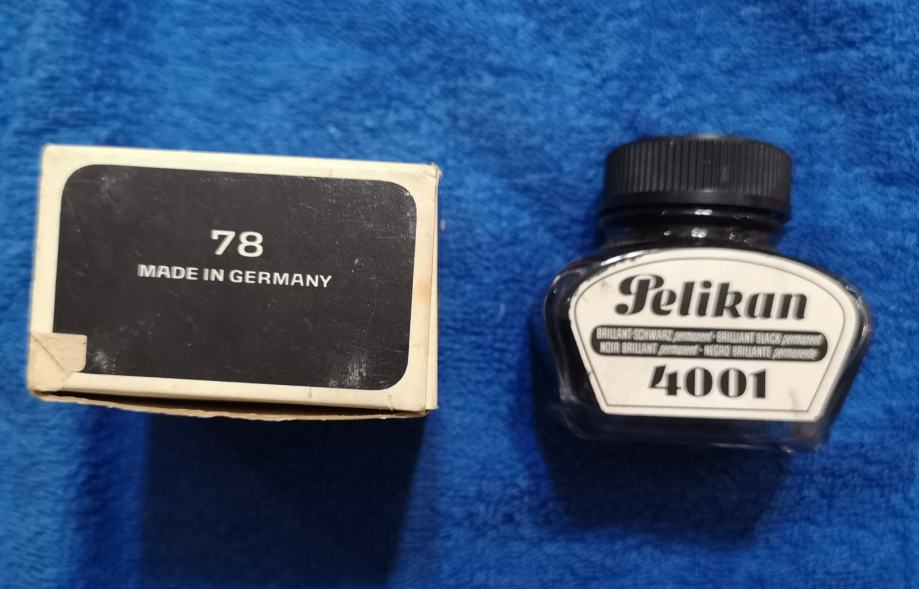 78
MADE IN GERMANY
Pelikan
BRILLANT-SCHWARZ permanent - BRILLIANT BLACK permanent
NOIR BRILLANT permanent - NEGRO BRILLANTE permanente
4001